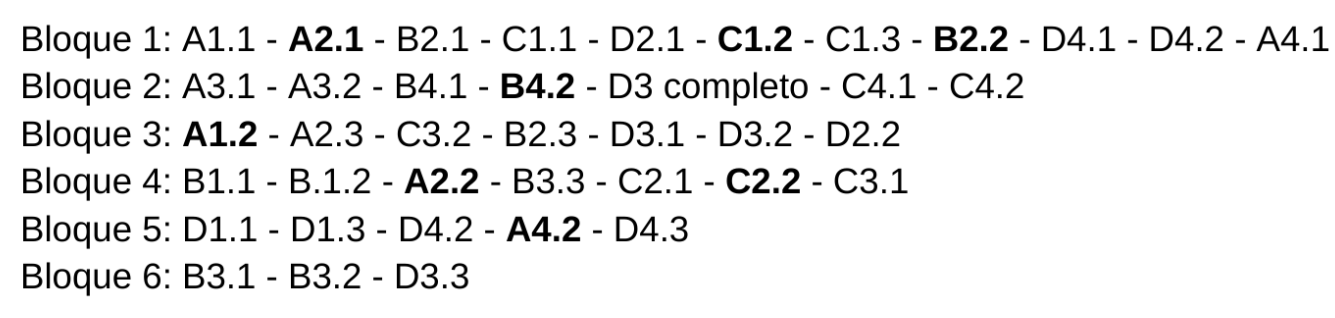 Bloque 1: A1.1 - A2.1 - B2.1 - C1.1 - D2.1 - C1.2 - C1.3 - B2.2 - D4.1 - D4.2 - A4.1
Bloque 2: A3.1 - A3.2 - B4.1 - B4.2 - D3 completo - C4.1 - C4.2
Bloque 3: A1.2 - A2.3 - C3.2 - B2.3 - D3.1 - D3.2 - D2.2
Bloque 4: B1.1 - B.1.2 - A2.2 - B3.3 - C2.1 - C2.2 - C3.1
Bloque 5: D1.1 - D1.3 - D4.2 - A4.2 - D4.3
Bloque 6: B3.1 - B3.2 - D3.3